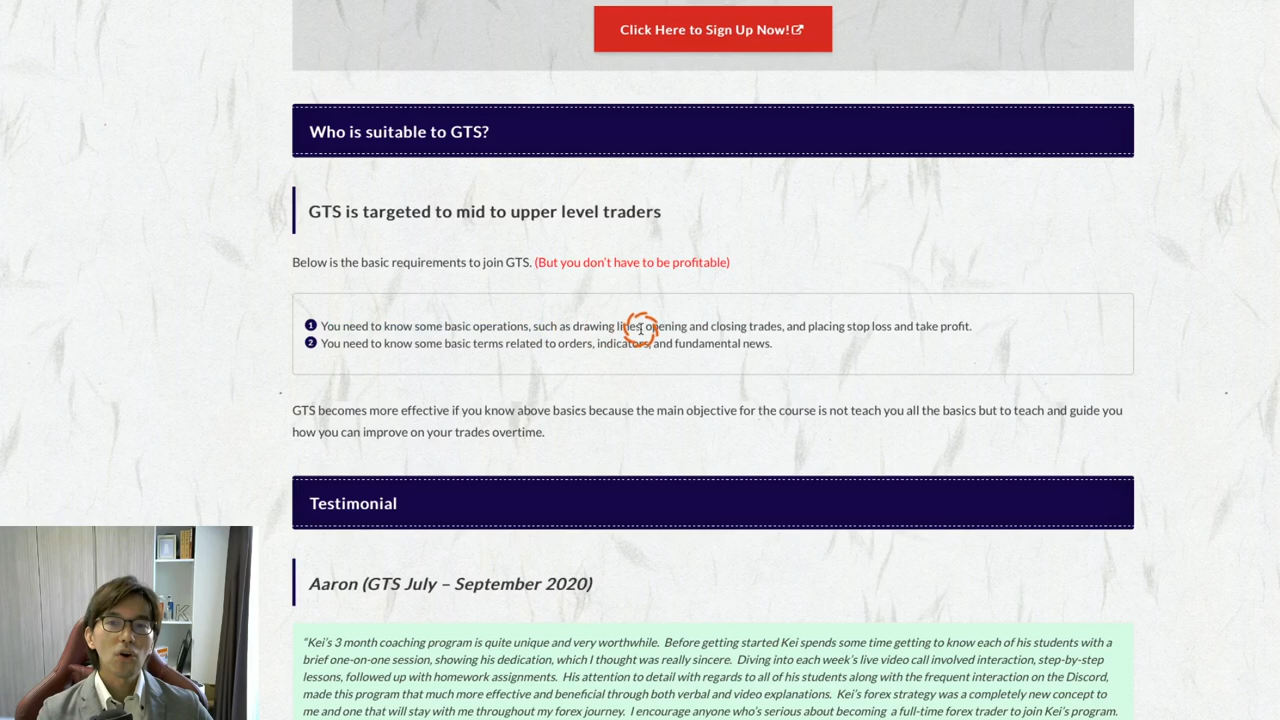 Click Here to Sign Up Now!
Who is suitable to GTS?
GTS is targeted to mid to upper level traders
Below is the basic requirements to join GTS. (But you don't have to be profitable)
1 You need to know some basic operations, such as drawing lines, opening and closing trades, and placing stop loss and take profit.
2 You need to know some basic terms related to orders, indicators, and fundamental news.
GTS becomes more effective if you know above basics because the main objective for the course is not teach you all the basics but to teach and guide you
how you can improve on your trades overtime.
Testimonial
Aaron (GTS July – September 2020)
"Kei's 3 month coaching program is quite unique and very worthwhile. Before getting started Kei spends some time getting to know each of his students with a
brief one-on-one session, showing his dedication, which I thought was really sincere. Diving into each week's live video call involved interaction, step-by-step
lessons, followed up with homework assignments. His attention to detail with regards to all of his students along with the frequent interaction on the Discord,
made this program that much more effective and beneficial through both verbal and video explanations. Kei's forex strategy was a completely new concept to
me and one that will stay with me throughout my forex journey. I encourage anyone who's serious about becoming a full-time forex trader to join Kei's program.